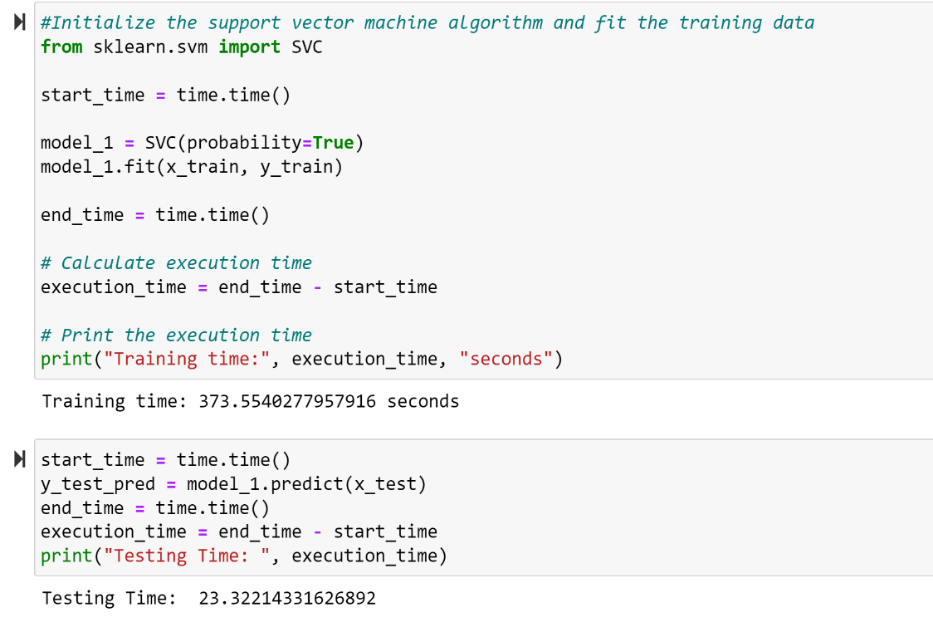 #Initialize the support vector machine algorithm and fit the training data
from sklearn.svm import SVC
start_time = time.time()
model_1 = SVC(probability=True)
model_1.fit(x_train, y_train)
end_time = time.time()
# Calculate execution time
execution_time = end_time - start_time
# Print the execution time
print("Training time:", execution_time, "seconds")
Training time: 373.5540277957916 seconds
start_time = time.time()
y_test_pred = model_1.predict(x_test)
end_time = time.time()
execution_time = end_time - start_time
print("Testing Time: ", execution_time)
Testing Time:  23.32214331626892